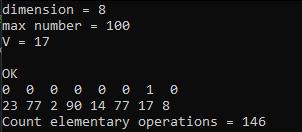 dimension = 8
max number = 100
V = 17
OK
0 0 0 0 0 0 1 0
23 77 2 90 14 77 17 8
Count elementary operations = 146